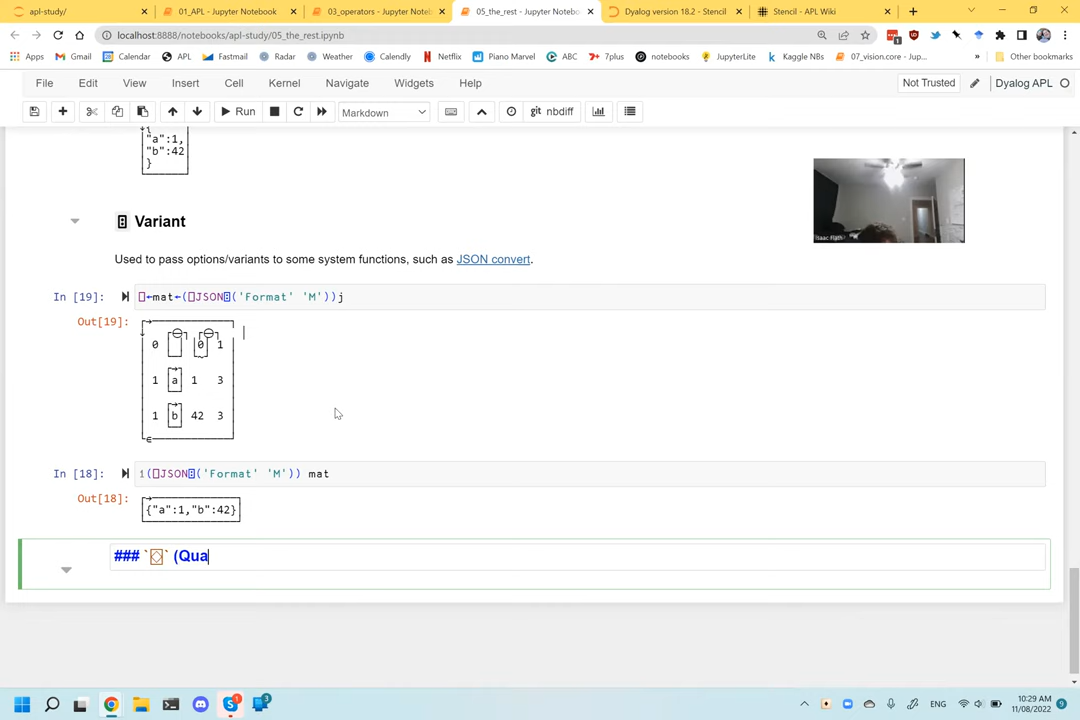 apl-study/ 01_APL - Jupyter Notebook 03_operators - Jupyter Notebo 05_the_rest - Jupyter Notebo Dyalog version 18.2 - Stencil Stencil - APL Wiki
localhost:8888/notebooks/apl-study/05_the_rest.ipynb
Apps Gmail Calendar APL Fastmail Radar Weather Calendly Netflix Piano Marvel ABC 7plus notebooks JupyterLite Kaggle NBs 07_vision.core - Jup... » Other bookmarks
File Edit View Insert Cell Kernel Navigate Widgets Help Not Trusted Dyalog APL
Run Markdown nbdiff
{
"a":1,
"b":42
}
⍠ Variant
Isaac Flath
Used to pass options/variants to some system functions, such as JSON convert.
In [19]: ⎕←mat←(⎕JSON⍠('Format' 'M'))j
Out[19]:
0 0 1
1 a 1 3
1 b 42 3
In [18]: 1(⎕JSON⍠('Format' 'M')) mat
Out[18]:
{"a":1,"b":42}
### `⌺` (Qua
ENG 10:29 AM
11/08/2022 9